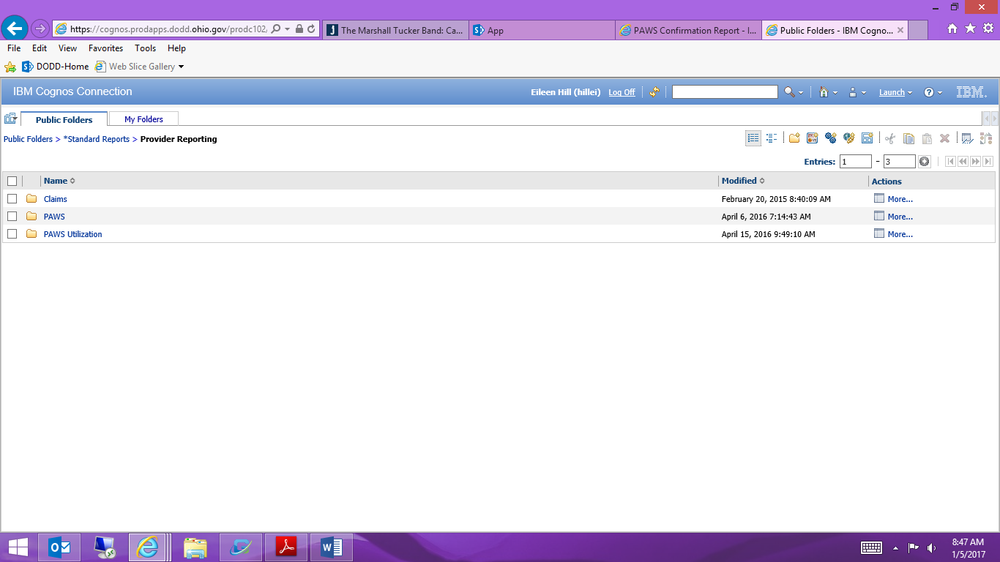 https://cognos.prodapps.dodd.ohio.gov/prodc102,
The Marshall Tucker Band: Ca...
App
PAWS Confirmation Report - I...
Public Folders - IBM Cogno...
File Edit View Favorites Tools Help
DODD-Home Web Slice Gallery
IBM Cognos Connection
Eileen Hill (hillei) Log Off Launch IBM.
Public Folders My Folders
Public Folders > *Standard Reports > Provider Reporting
Entries: 1 - 3
Name Modified Actions
Claims February 20, 2015 8:40:09 AM More...
PAWS April 6, 2016 7:14:43 AM More...
PAWS Utilization April 15, 2016 9:49:10 AM More...
8:47 AM
1/5/2017